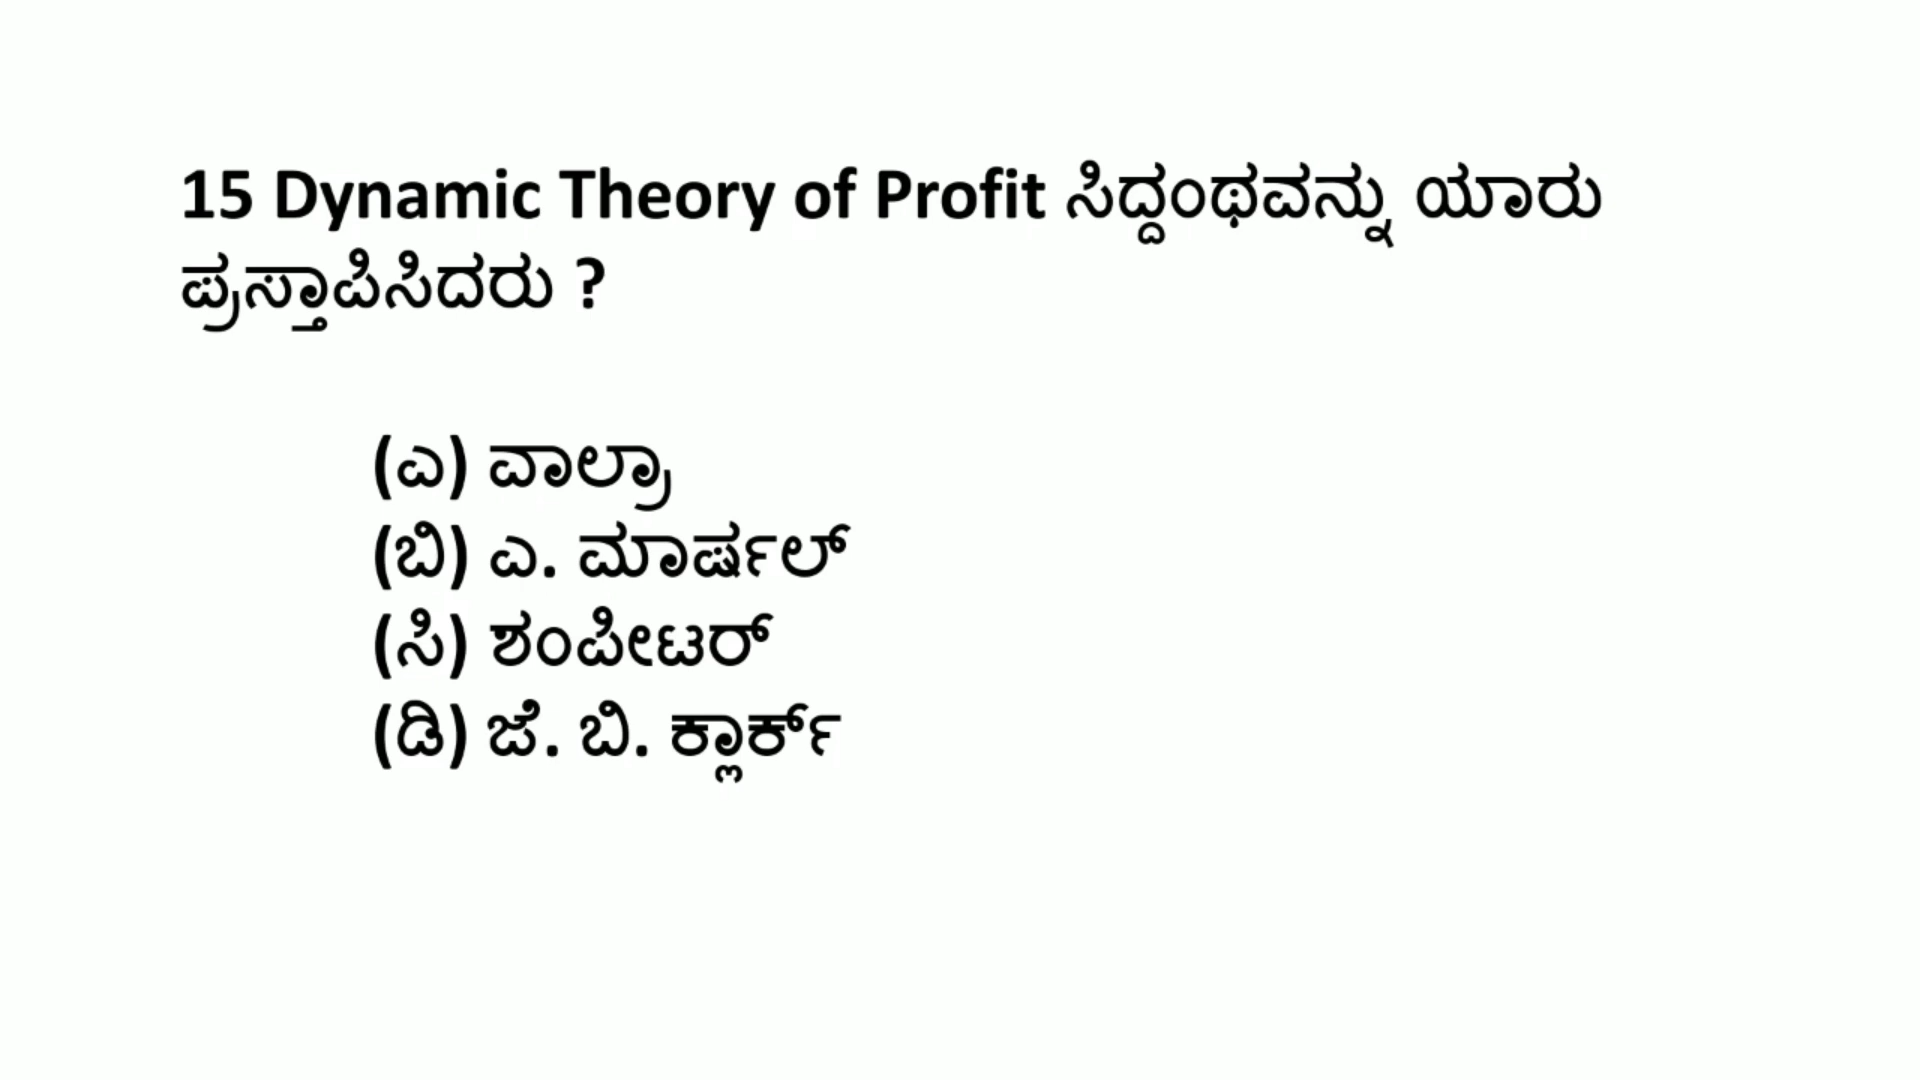 15 Dynamic Theory of Profit ಸಿದ್ದಂಥವನ್ನು ಯಾರು
ಪ್ರಸ್ತಾಪಿಸಿದರು ?
(ಎ) ವಾಲ್ರಾ
(ಬಿ) ಎ. ಮಾರ್ಷಲ್
(ಸಿ) ಶಂಪೀಟರ್
(ಡಿ) ಜೆ. ಬಿ. ಕ್ಲಾರ್ಕ್